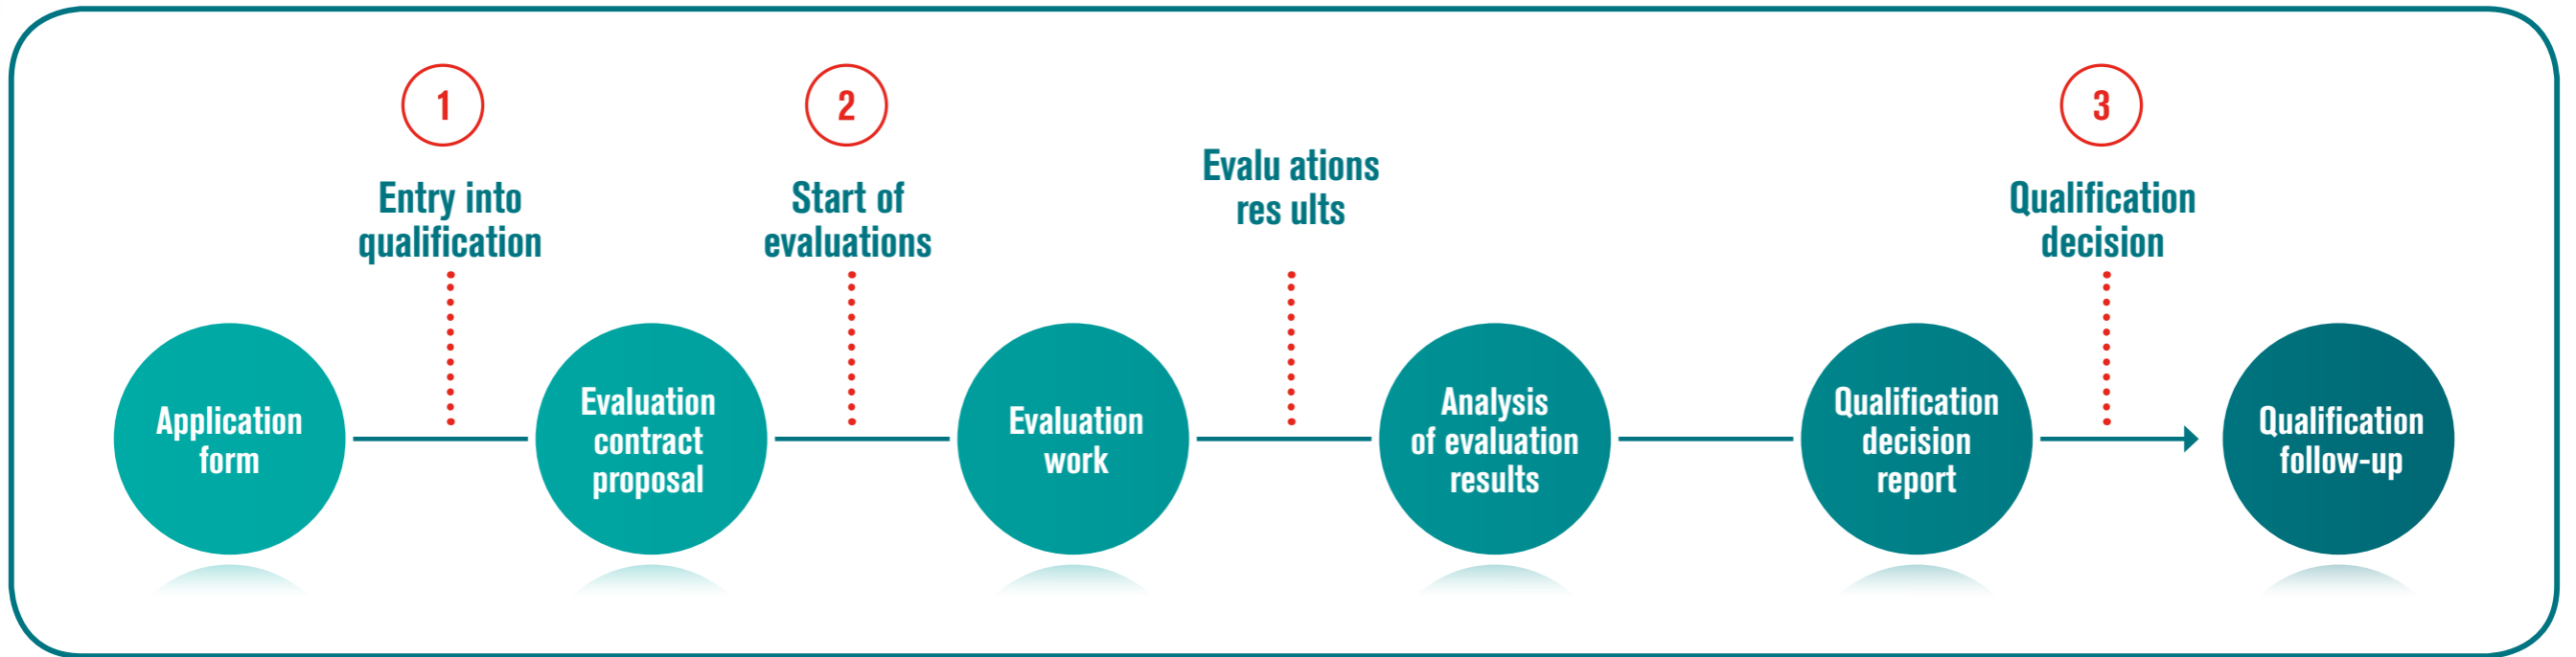 1
Entry into
qualification
2
Start of
evaluations
Evalu ations
res ults
3
Qualification
decision
Application
form
Evaluation
contract
proposal
Evaluation
work
Analysis
of evaluation
results
Qualification
decision
report
Qualification
follow-up